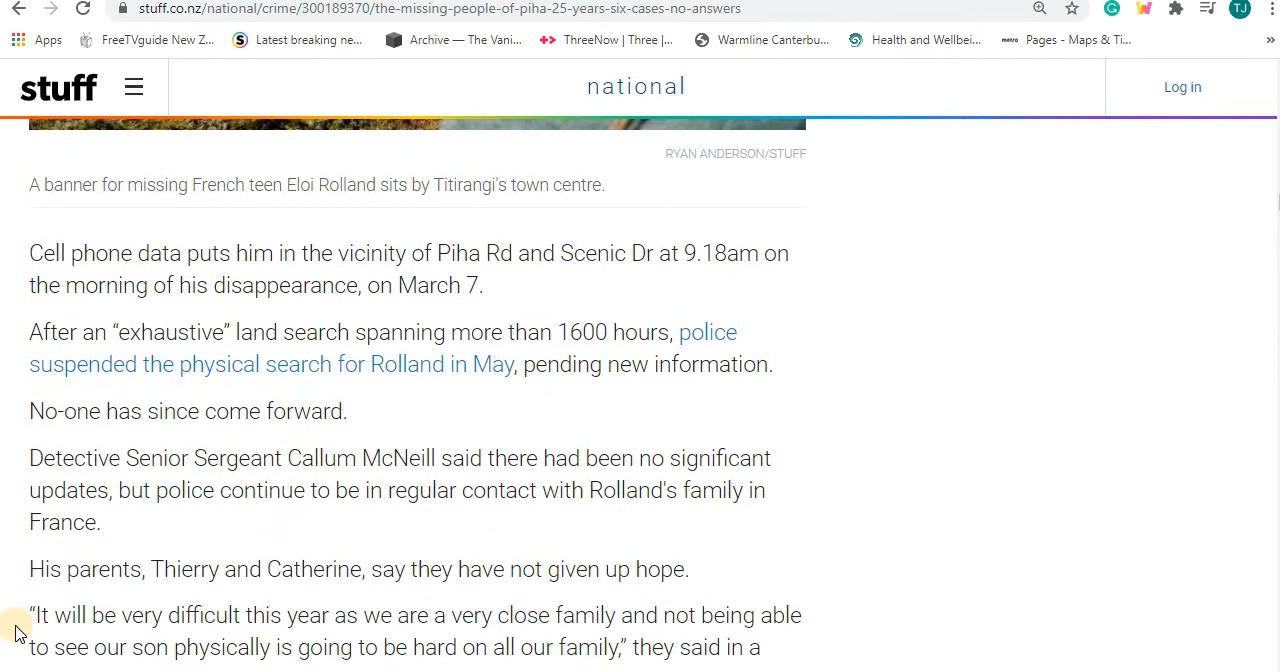 stuff.co.nz/national/crime/300189370/the-missing-people-of-piha-25-years-six-cases-no-answers
TJ
Apps FreeTVguide New Z... Latest breaking ne... Archive — The Vani... ThreeNow | Three |... Warmline Canterbu... Health and Wellbei... metro Pages - Maps & Ti... »
stuff national Log in
RYAN ANDERSON/STUFF
A banner for missing French teen Eloi Rolland sits by Titirangi's town centre.
Cell phone data puts him in the vicinity of Piha Rd and Scenic Dr at 9.18am on
the morning of his disappearance, on March 7.
After an “exhaustive” land search spanning more than 1600 hours, police
suspended the physical search for Rolland in May, pending new information.
No-one has since come forward.
Detective Senior Sergeant Callum McNeill said there had been no significant
updates, but police continue to be in regular contact with Rolland's family in
France.
His parents, Thierry and Catherine, say they have not given up hope.
“It will be very difficult this year as we are a very close family and not being able
to see our son physically is going to be hard on all our family,” they said in a